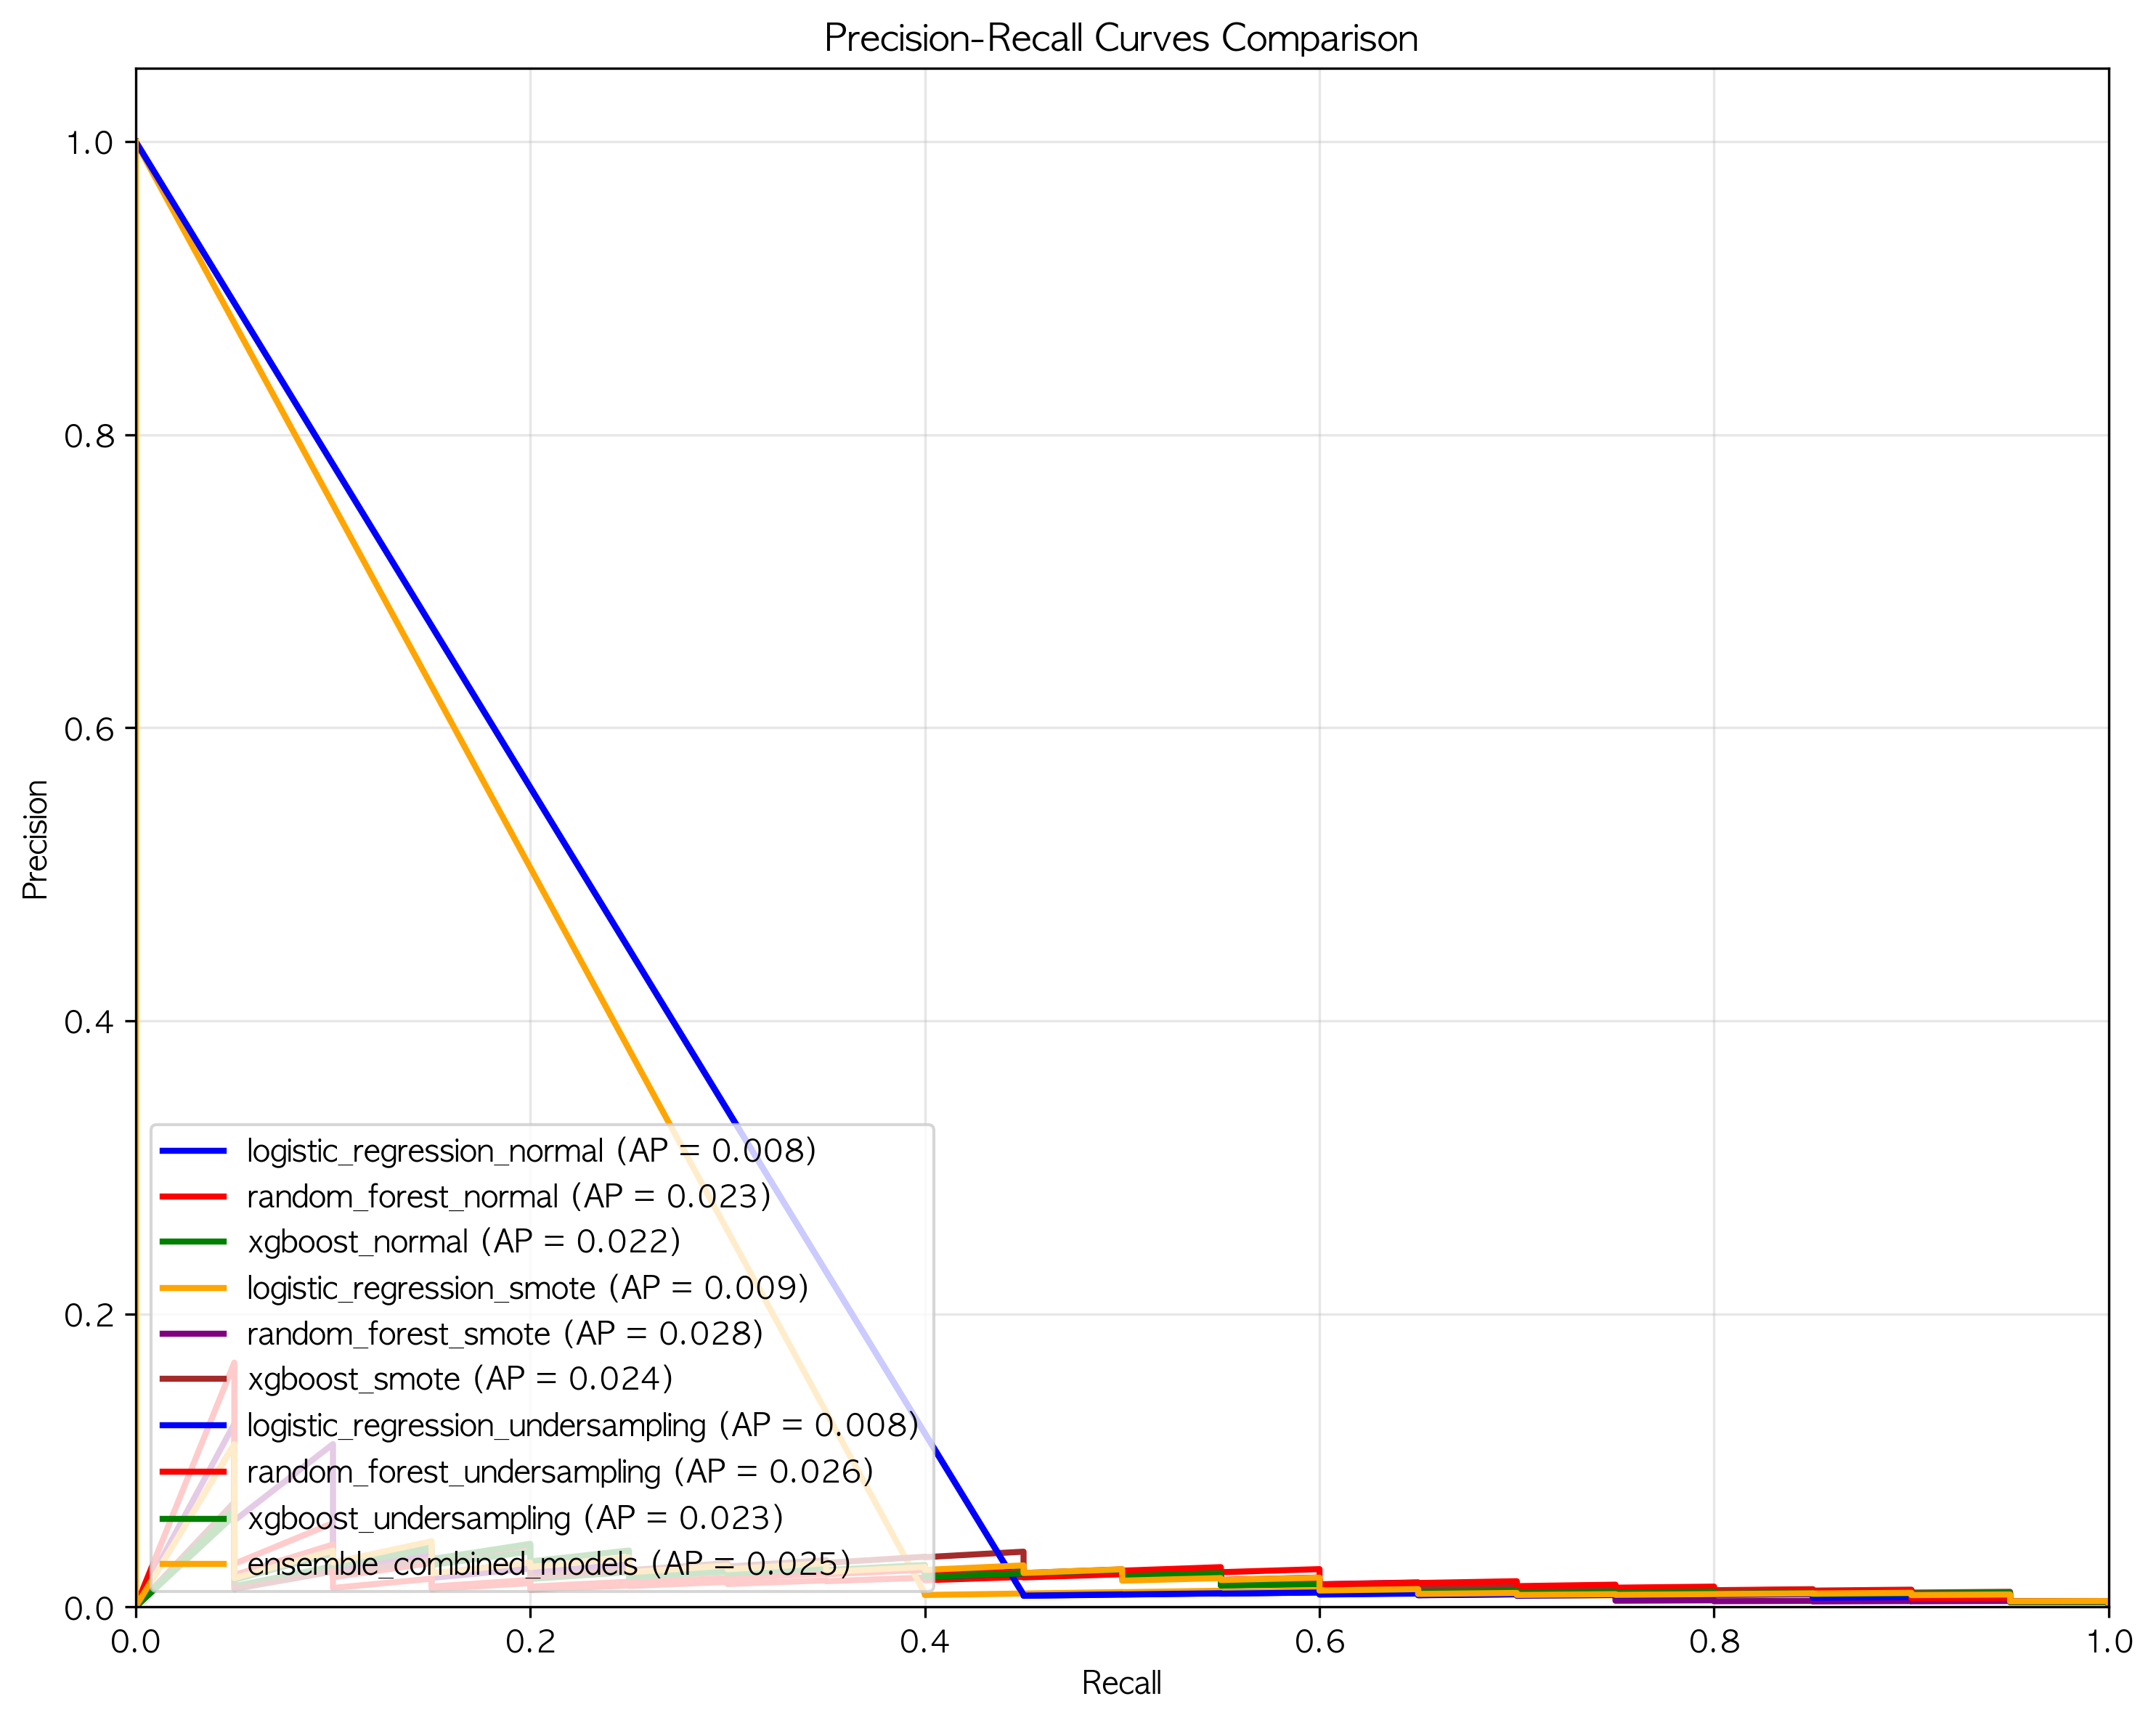 Precision-Recall Curves Comparison
1.0
0.8
0.6
0.4
0.2
0.0
Precision
logistic_regression_normal (AP = 0.008)
random_forest_normal (AP = 0.023)
xgboost_normal (AP = 0.022)
logistic_regression_smote (AP = 0.009)
random_forest_smote (AP = 0.028)
xgboost_smote (AP = 0.024)
logistic_regression_undersampling (AP = 0.008)
random_forest_undersampling (AP = 0.026)
xgboost_undersampling (AP = 0.023)
ensemble_combined_models (AP = 0.025)
0.0 0.2 0.4 0.6 0.8 1.0
Recall